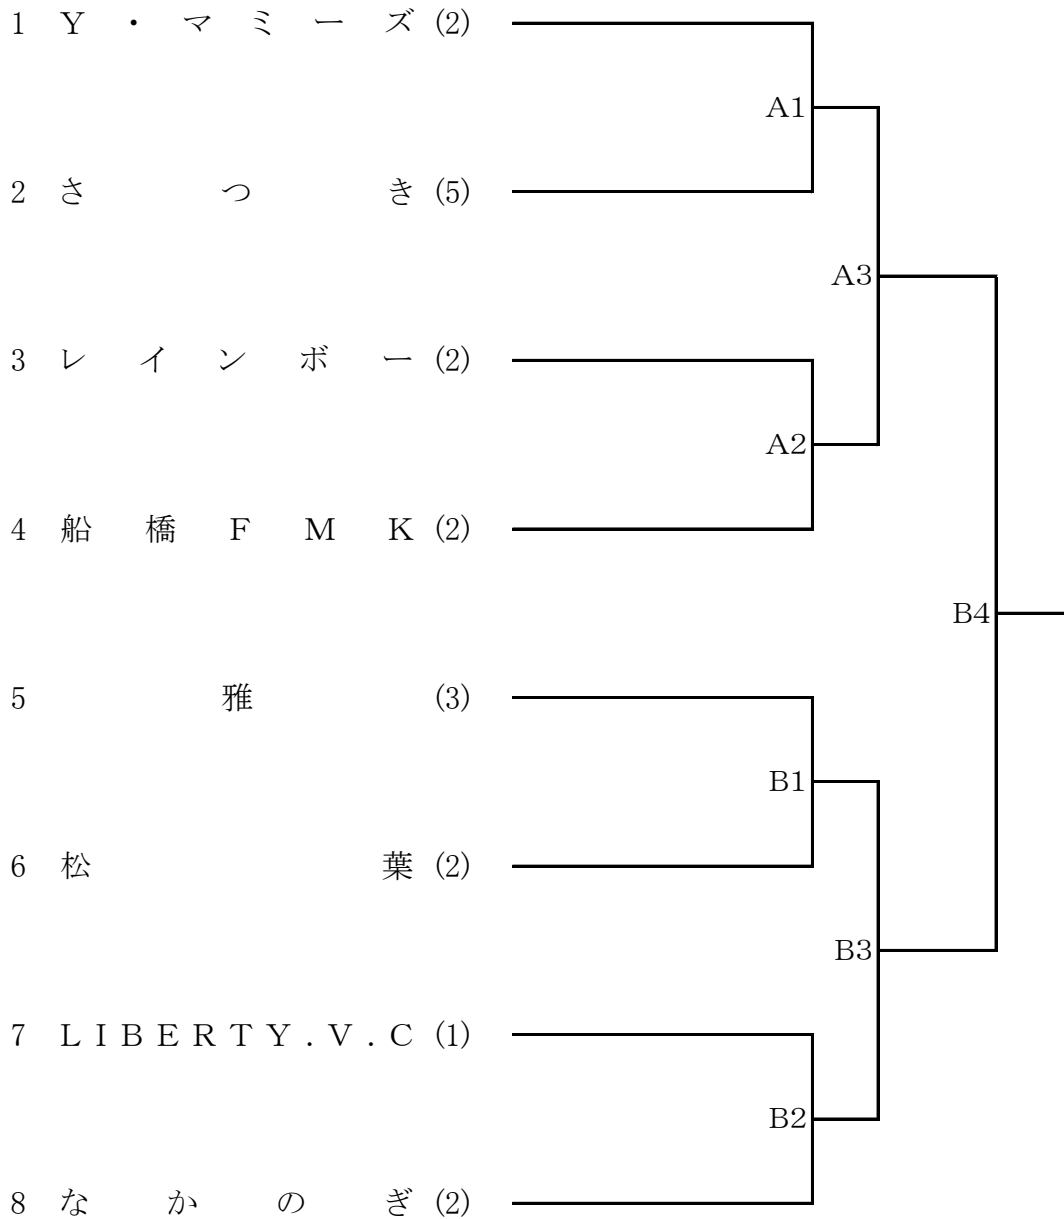 1 Y・マミーズ (2)
A1
2 さつき (5)
A3
3 レインボー (2)
A2
4 船橋FMK (2)
B4
5 雅 (3)
B1
6 松葉 (2)
B3
7 LIBERTY.V.C (1)
B2
8 なかのぎ (2)